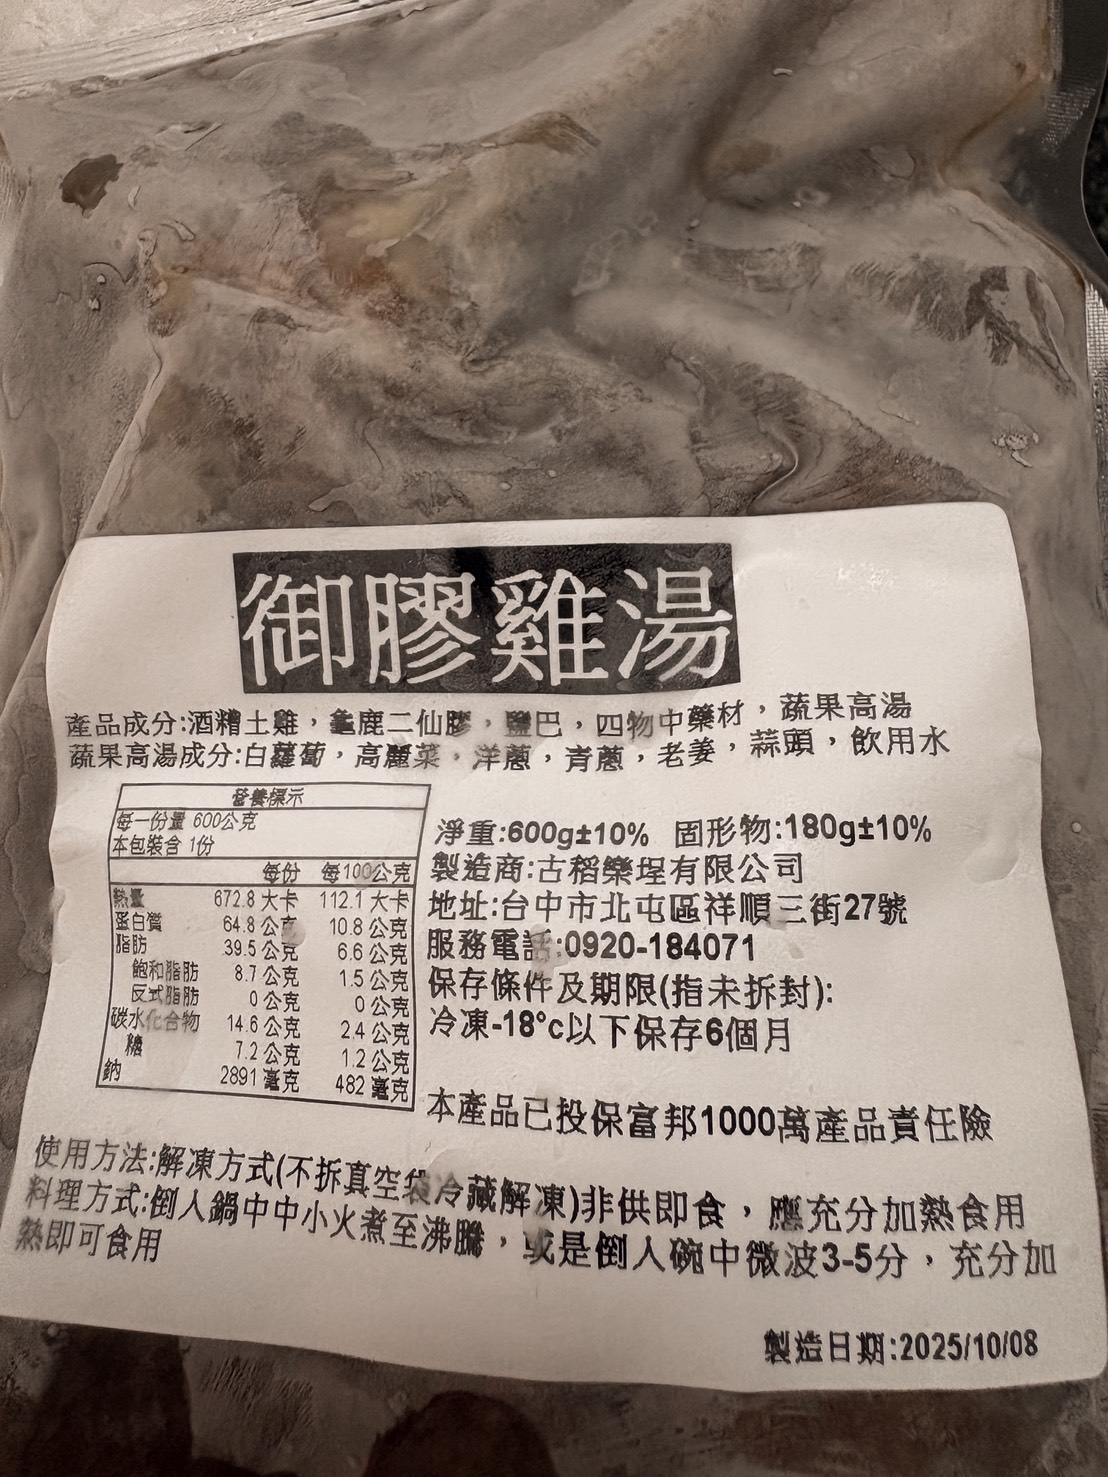 御膠雞湯
產品成分:酒糟土雞，龜鹿二仙膠，鹽巴，四物中藥材，蔬果高湯
蔬果高湯成分:白蘿蔔，高麗菜，洋蔥，青蔥，老姜，蒜頭，飲用水
營養標示
每一份量 600公克
本包裝含 1份
每份 每100公克
熱量 672.8 大卡 112.1 大卡
蛋白質 64.8 公克 10.8 公克
脂肪 39.5 公克 6.6 公克
飽和脂肪 8.7 公克 1.5 公克
反式脂肪 0 公克 0 公克
碳水化合物 14.6 公克 2.4 公克
糖 7.2 公克 1.2 公克
鈉 2891 毫克 482 毫克
淨重:600g±10% 固形物:180g±10%
製造商:古稻樂埕有限公司
地址:台中市北屯區祥順三街27號
服務電話:0920-184071
保存條件及期限(指未拆封):
冷凍-18°c以下保存6個月
本產品已投保富邦1000萬產品責任險
使用方法:解凍方式(不拆真空袋冷藏解凍)非供即食，應充分加熱食用
料理方式:倒入鍋中中小火煮至沸騰，或是倒入碗中微波3-5分，充分加
熱即可食用
製造日期:2025/10/08